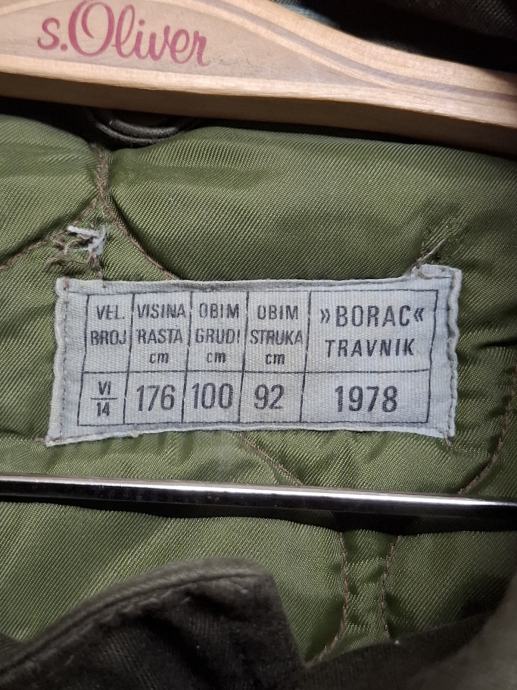 s.Oliver
VEL. BROJ VISINA RASTA cm OBIM GRUDI cm OBIM STRUKA cm »BORAC« TRAVNIK
VI/14 176 100 92 1978